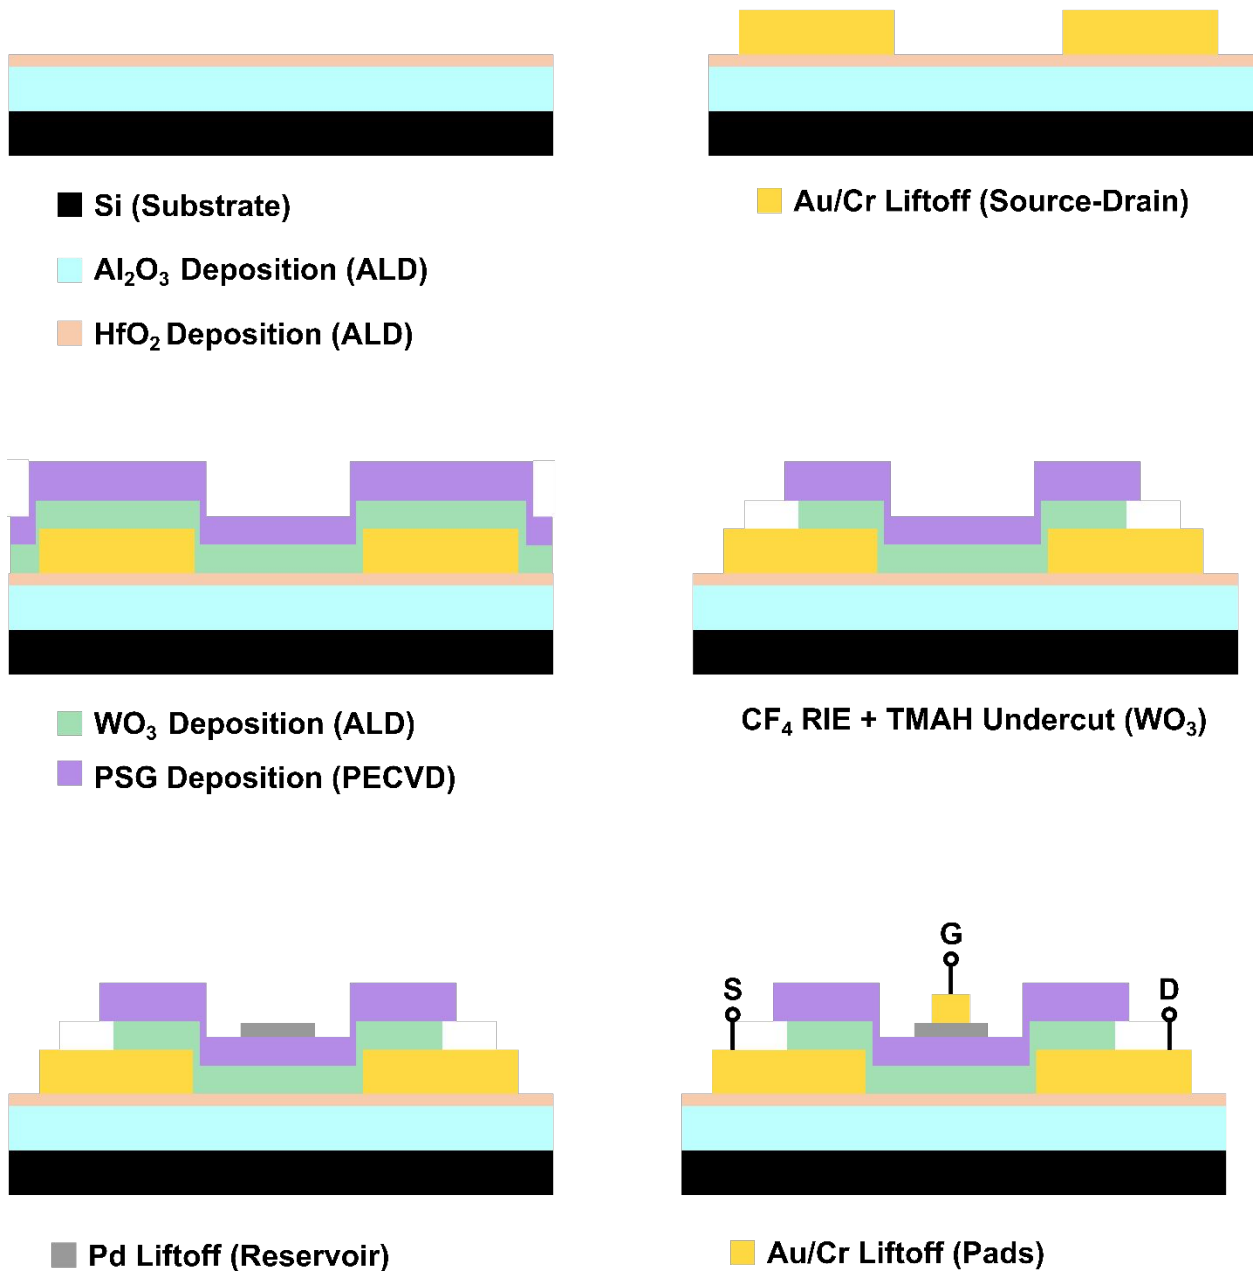 Si (Substrate)
Al₂O₃ Deposition (ALD)
HfO₂ Deposition (ALD)
Au/Cr Liftoff (Source-Drain)
WO₃ Deposition (ALD)
PSG Deposition (PECVD)
CF₄ RIE + TMAH Undercut (WO₃)
Pd Liftoff (Reservoir)
G
S
D
Au/Cr Liftoff (Pads)